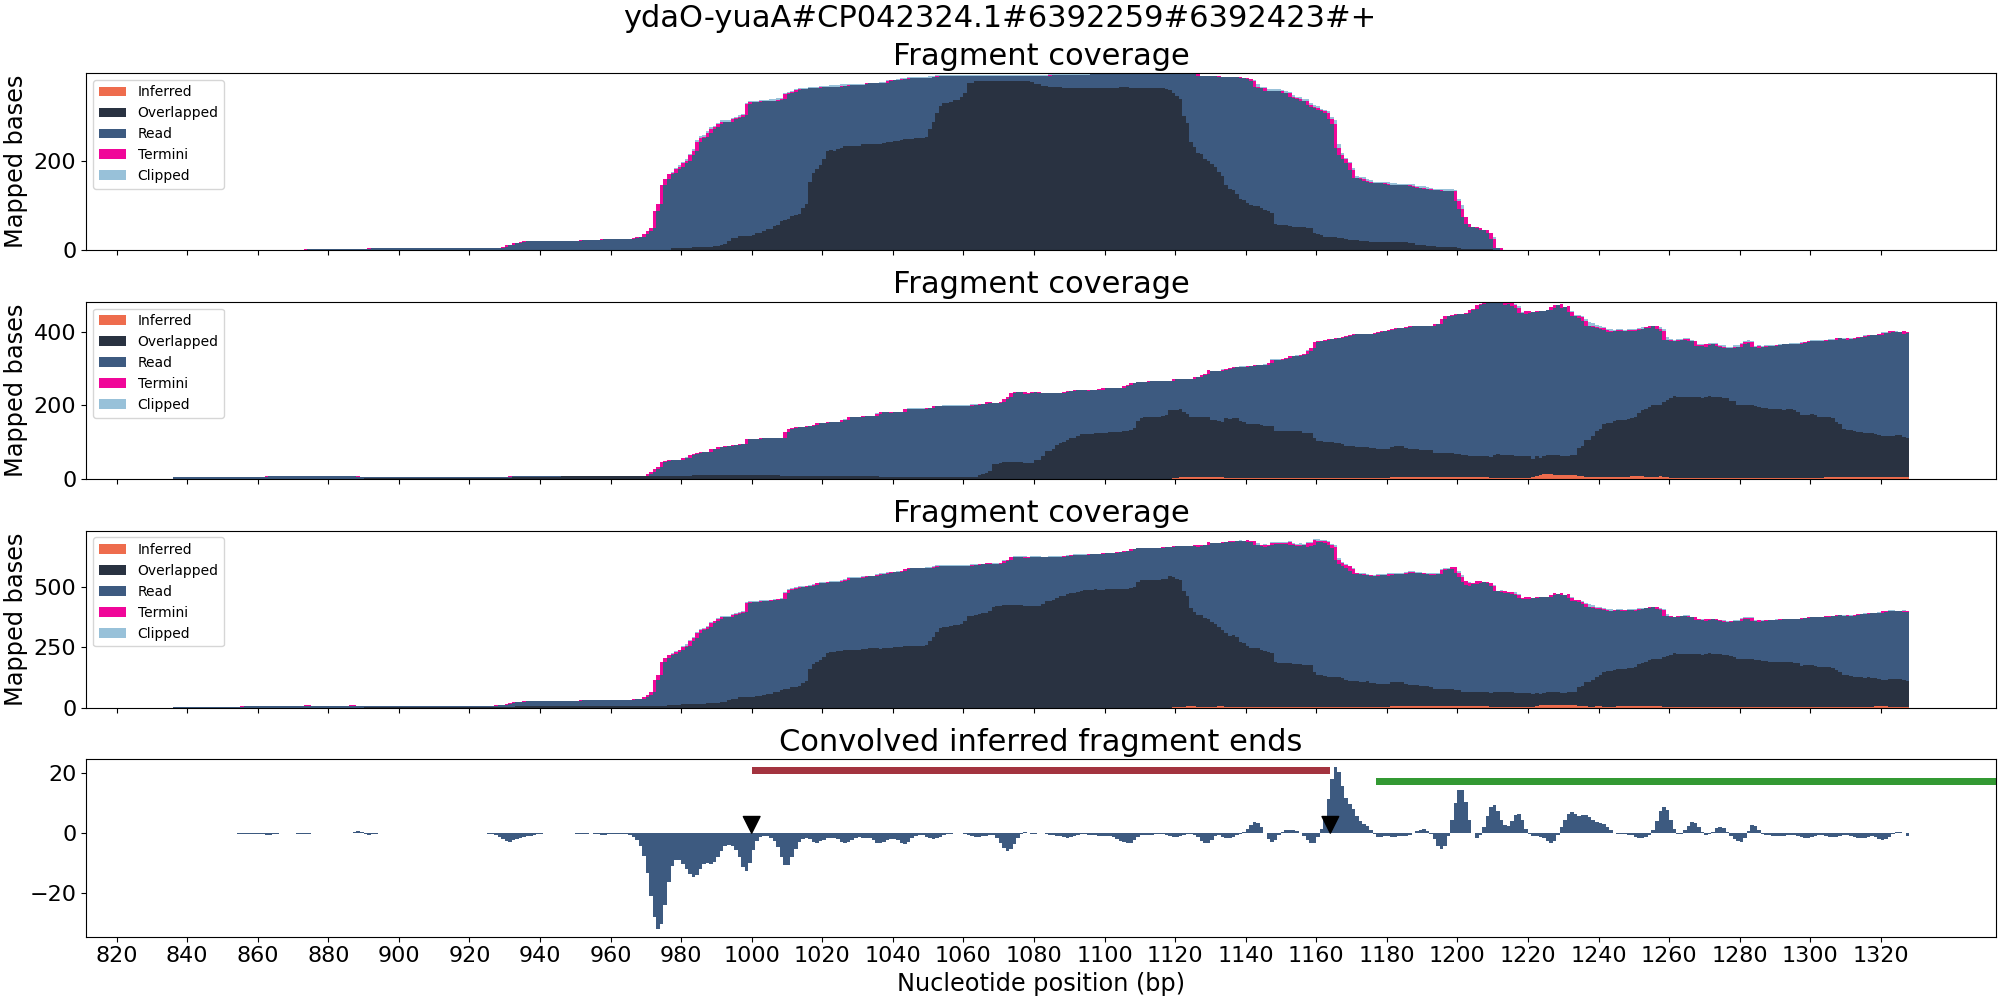 ydaO-yuaA#CP042324.1#6392259#6392423#+
Fragment coverage
Mapped bases
200
0
Inferred
Overlapped
Read
Termini
Clipped
Fragment coverage
Mapped bases
400
200
0
Inferred
Overlapped
Read
Termini
Clipped
Fragment coverage
Mapped bases
500
250
0
Inferred
Overlapped
Read
Termini
Clipped
Convolved inferred fragment ends
20
0
−20
820 840 860 880 900 920 940 960 980 1000 1020 1040 1060 1080 1100 1120 1140 1160 1180 1200 1220 1240 1260 1280 1300 1320
Nucleotide position (bp)